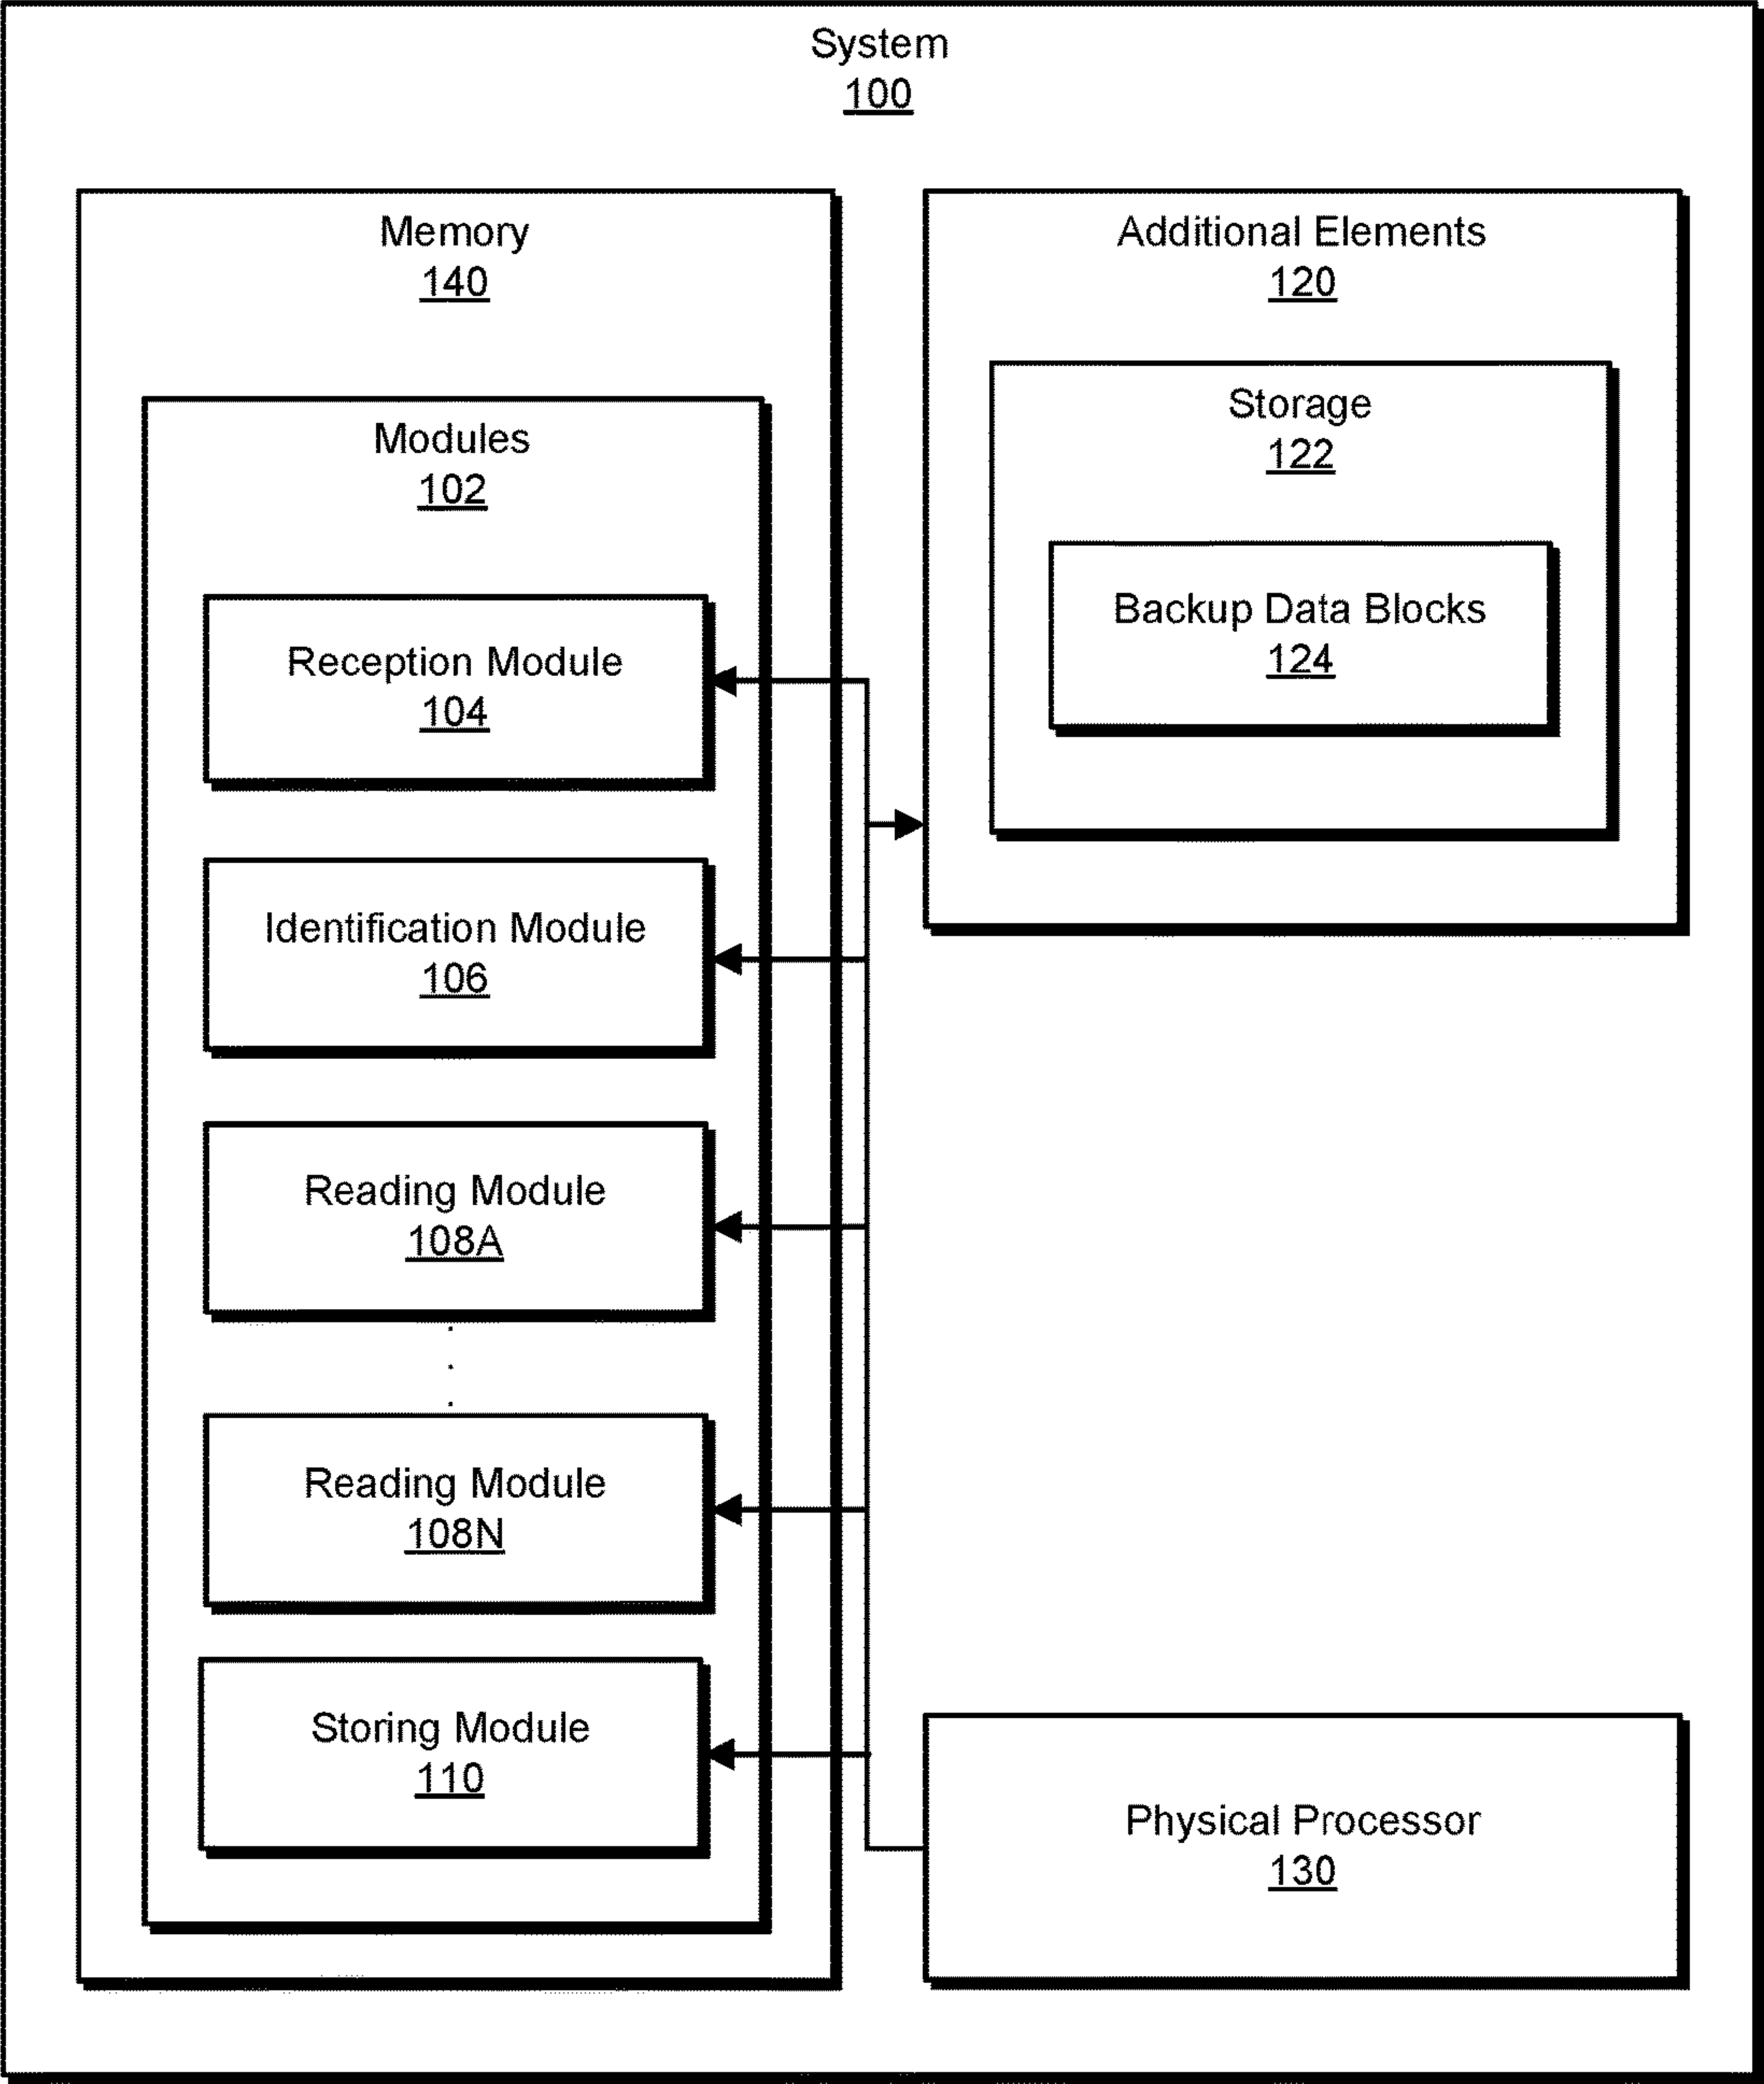 System
100
Memory
140
Modules
102
Reception Module
104
Identification Module
106
Reading Module
108A
Reading Module
108N
Storing Module
110
Additional Elements
120
Storage
122
Backup Data Blocks
124
Physical Processor
130